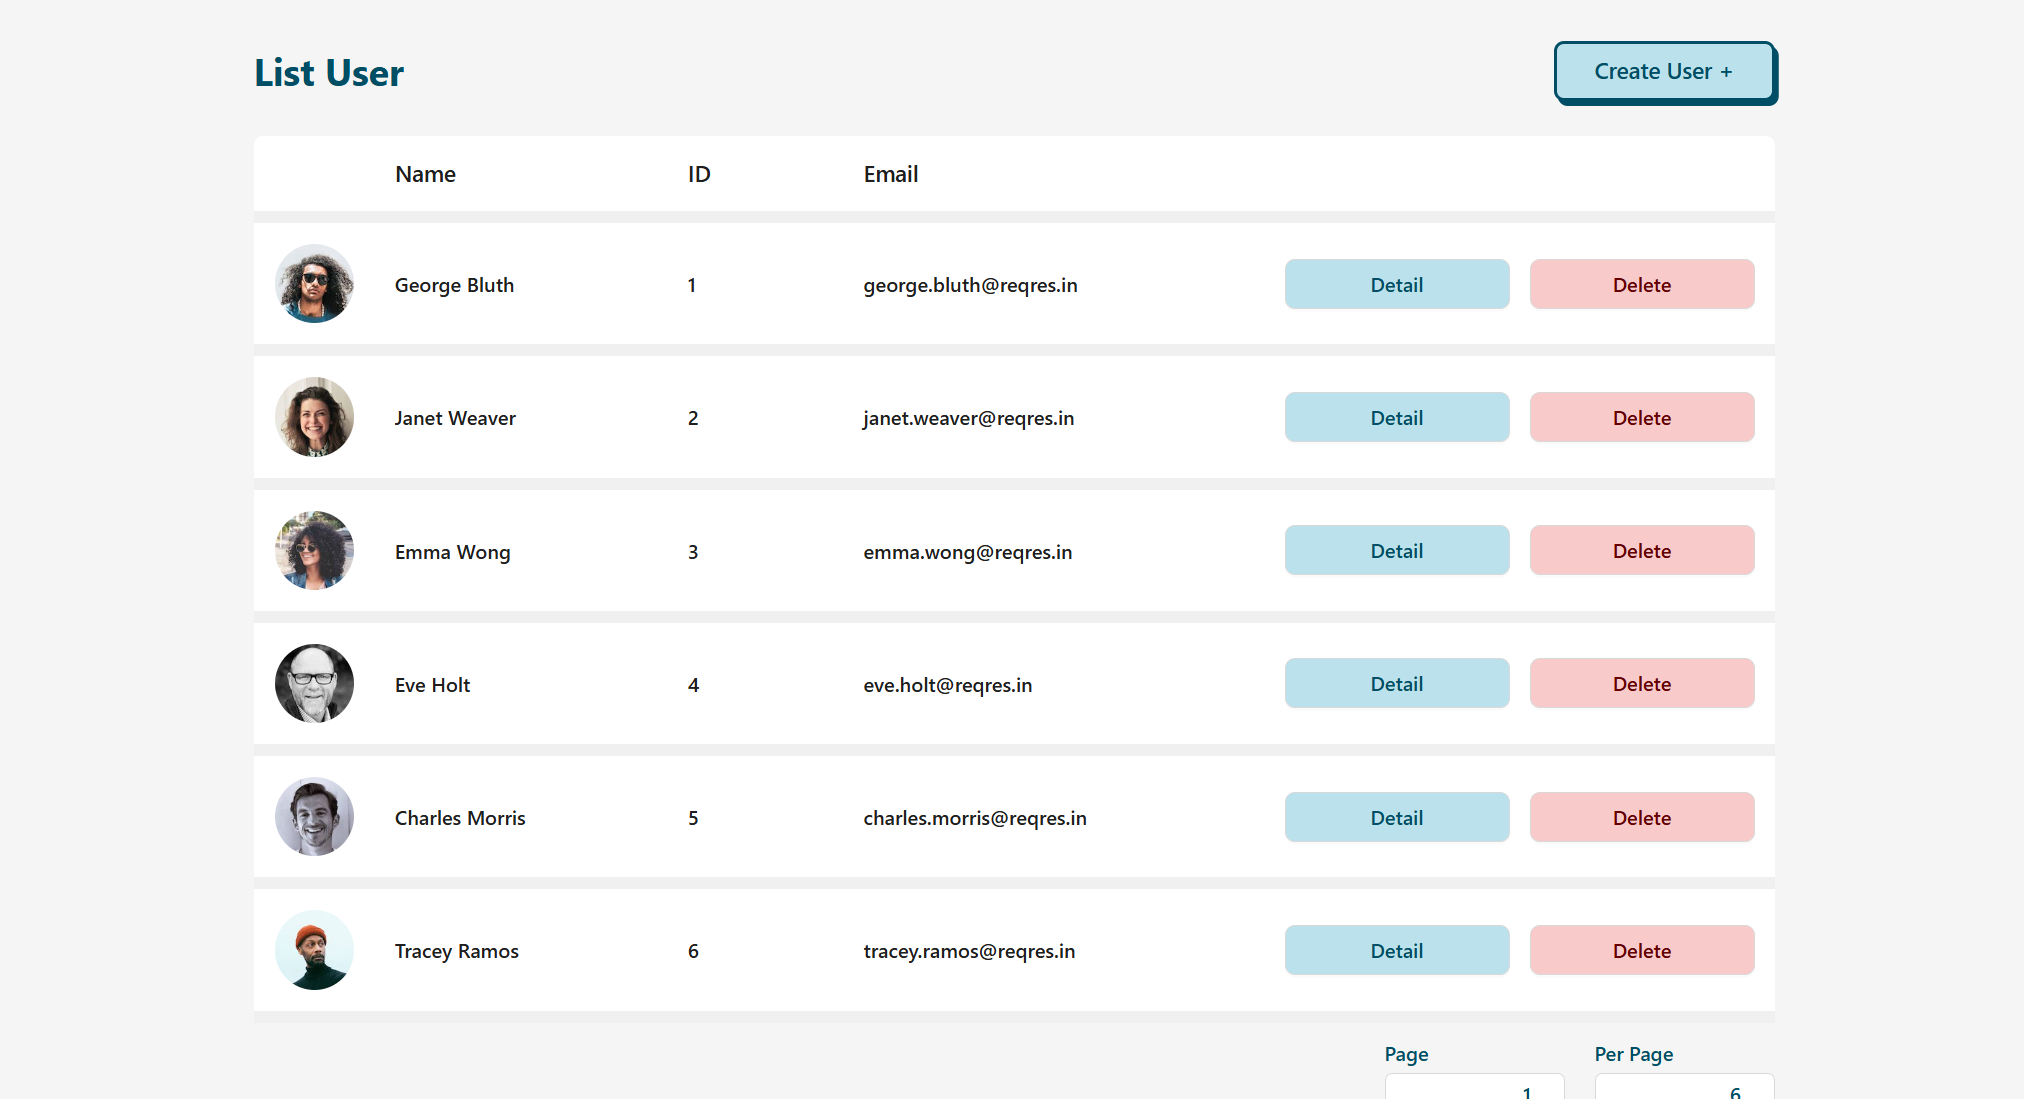 List User
Create User +
Name ID Email
George Bluth 1 george.bluth@reqres.in Detail Delete
Janet Weaver 2 janet.weaver@reqres.in Detail Delete
Emma Wong 3 emma.wong@reqres.in Detail Delete
Eve Holt 4 eve.holt@reqres.in Detail Delete
Charles Morris 5 charles.morris@reqres.in Detail Delete
Tracey Ramos 6 tracey.ramos@reqres.in Detail Delete
Page Per Page
1 6